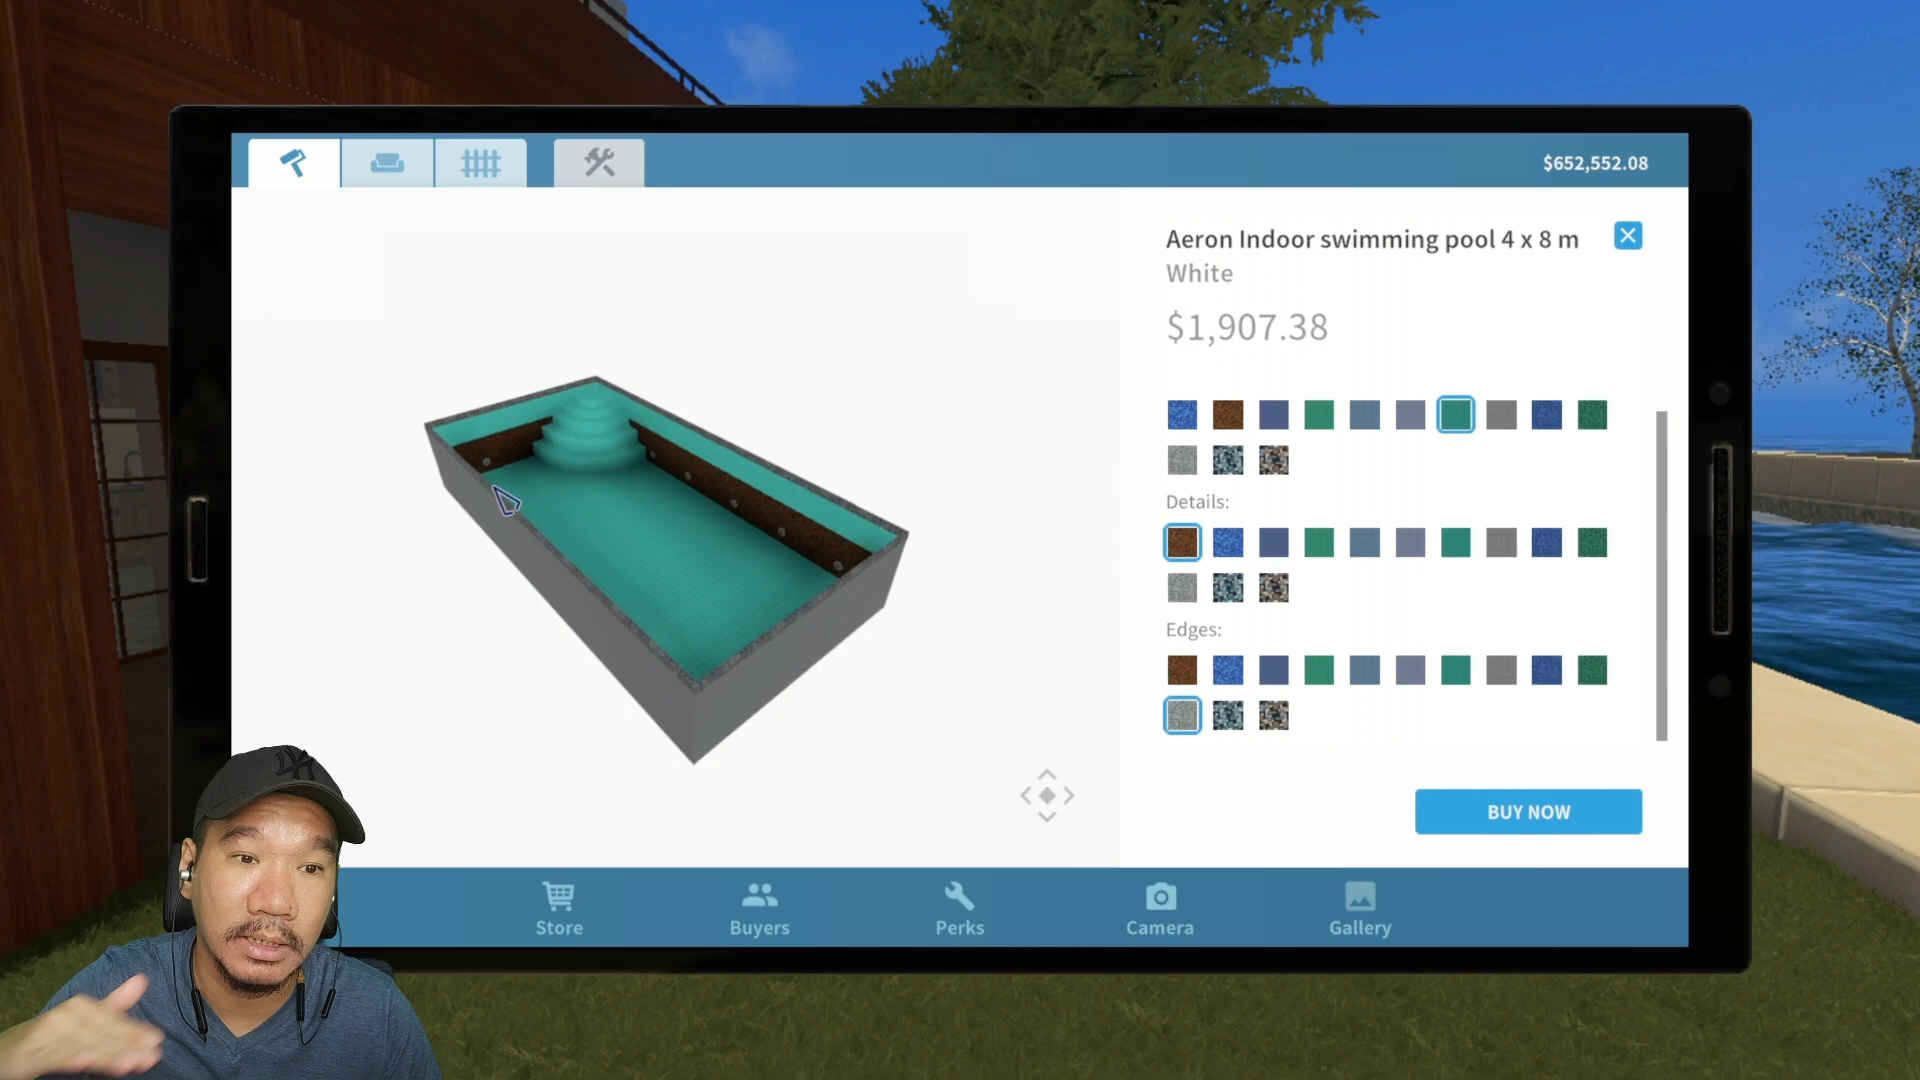 $652,552.08
Aeron Indoor swimming pool 4 x 8 m
White
$1,907.38
Details:
Edges:
BUY NOW
Store
Buyers
Perks
Camera
Gallery
NY